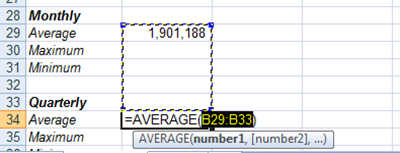 28 Monthly
29 Average 1,901,188
30 Maximum
31 Minimum
32
33 Quarterly
34 Average =AVERAGE(B29:B33)
35 Maximum
AVERAGE(number1, [number2], ...)